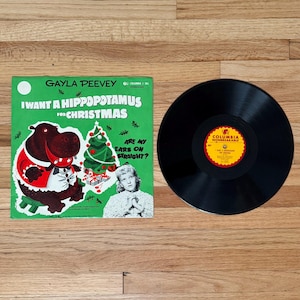 GAYLA PEEVEY
I WANT A HIPPOPOTAMUS
FOR CHRISTMAS
ARE MY
EARS ON
STRAIGHT?
COLUMBIA